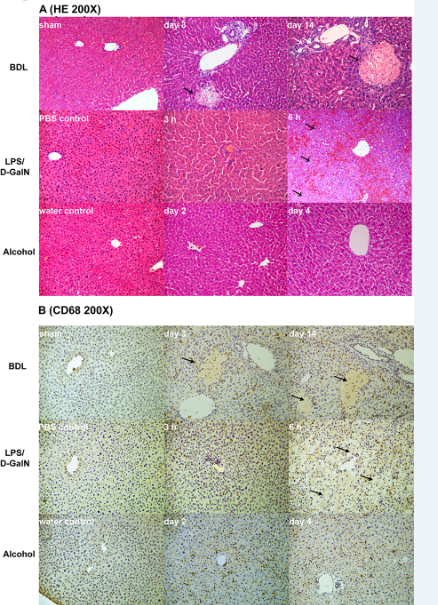 A (HE 200X)
sham
day 3
day 14
BDL
PBS control
3 h
6 h
LPS/
D-GalN
water control
day 2
day 4
Alcohol
B (CD68 200X)
sham
day 3
day 14
BDL
PBS control
3 h
6 h
LPS/
D-GalN
water control
day 2
day 4
Alcohol